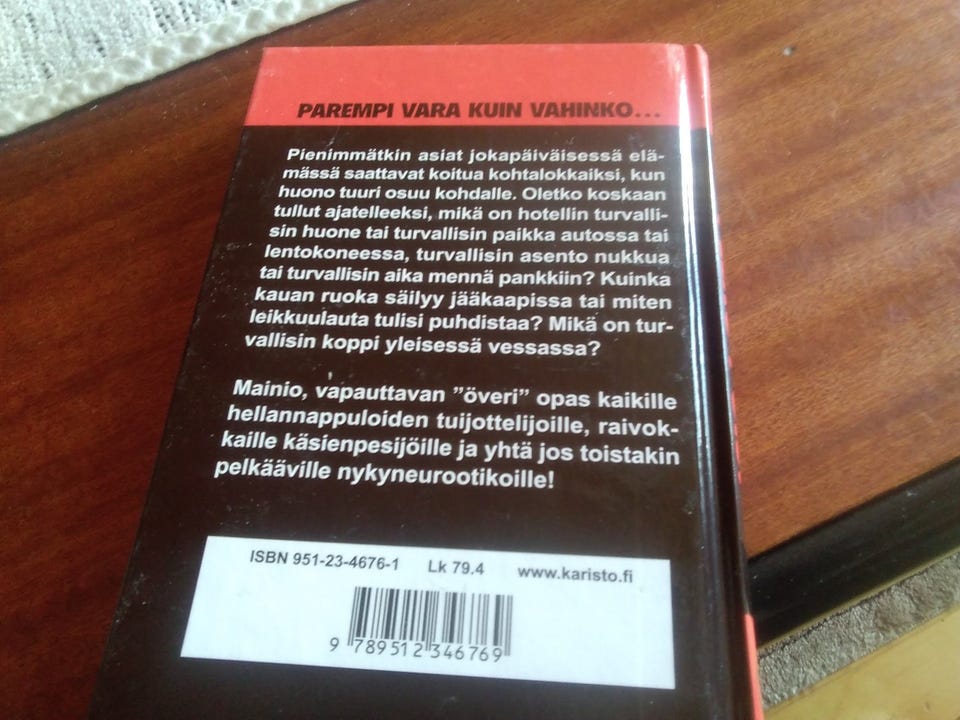 PAREMPI VARA KUIN VAHINKO...
Pienimmätkin asiat jokapäiväisessä elä-
mässä saattavat koitua kohtalokkaiksi, kun
huono tuuri osuu kohdalle. Oletko koskaan
tullut ajatelleeksi, mikä on hotellin turvalli-
sin huone tai turvallisin paikka autossa tai
lentokoneessa, turvallisin asento nukkua
tai turvallisin aika mennä pankkiin? Kuinka
kauan ruoka säilyy jääkaapissa tai miten
leikkuulauta tulisi puhdistaa? Mikä on tur-
vallisin koppi yleisessä vessassa?
Mainio, vapauttavan ”överi” opas kaikille
hellannappuloiden tuijottelijoille, raivok-
kaille käsienpesijöille ja yhtä jos toistakin
pelkääville nykyneurootikoille!
ISBN 951-23-4676-1 Lk 79.4 www.karisto.fi
9 789512 346769